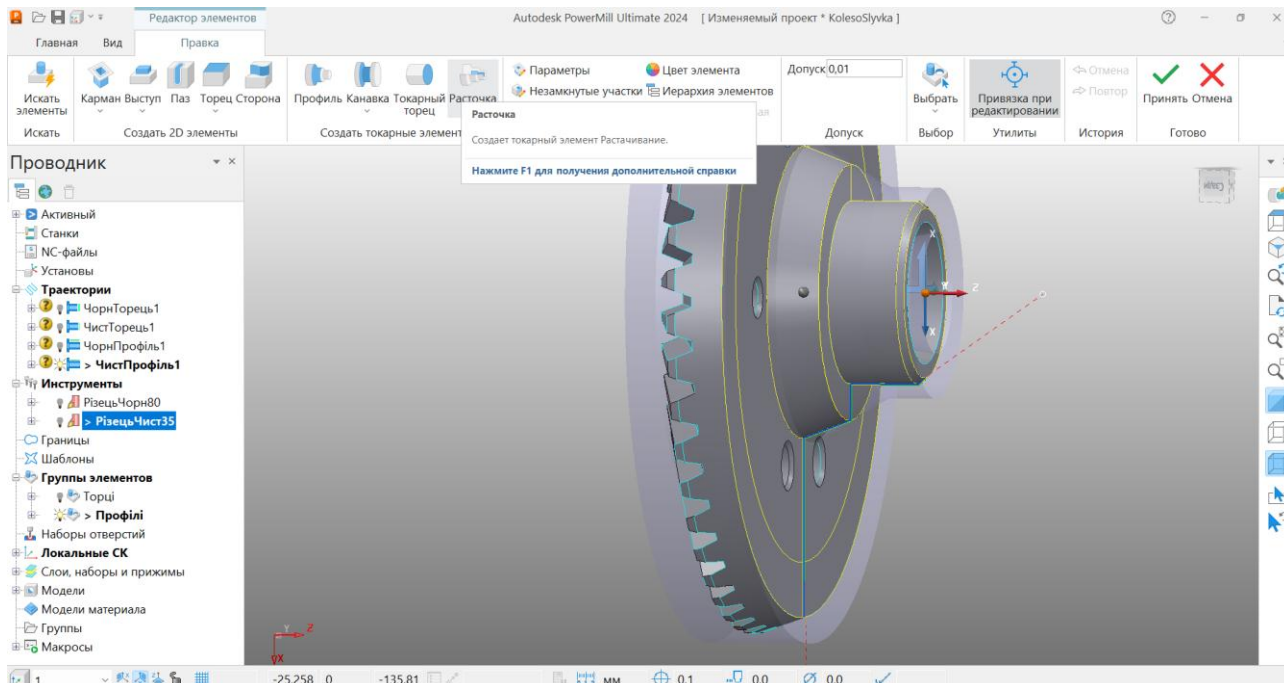 Редактор элементов
Autodesk PowerMill Ultimate 2024 [ Изменяемый проект * KolesoSlyvka ]
Главная Вид Правка
Параметры Цвет элемента Допуск 0,01 Отмена
Незамкнутые участки Иерархия элементов Повтор
Искать элементы Карман Выступ Паз Торец Сторона Профиль Канавка Токарный торец Расточка Выбрать Привязка при редактировании Принять Отмена
Искать Создать 2D элементы Создать токарные элемент Допуск Выбор Утилиты История Готово
Расточка
Создает токарный элемент Растачивание.
Нажмите F1 для получения дополнительной справки
Проводник
Активный
Станки
NC-файлы
Установы
Траектории
ЧорнТорець1
ЧистТорець1
ЧорнПрофіль1
> ЧистПрофіль1
Инструменты
РізецьЧорн80
> РізецьЧист35
Границы
Шаблоны
Группы элементов
Торці
> Профілі
Наборы отверстий
Локальные СК
Слои, наборы и прижимы
Модели
Модели материала
Группы
Макросы
X
Z
X
Y Z
X
1 -25.258 0 -135.81 мм 0.1 0.0 0.0